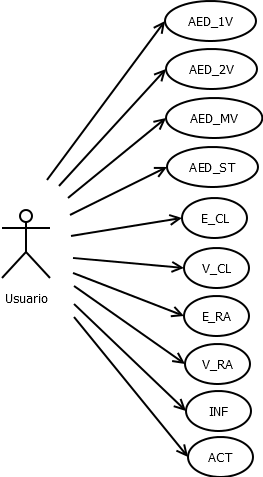 AED_1V
AED_2V
AED_MV
AED_ST
E_CL
V_CL
Usuario
E_RA
V_RA
INF
ACT